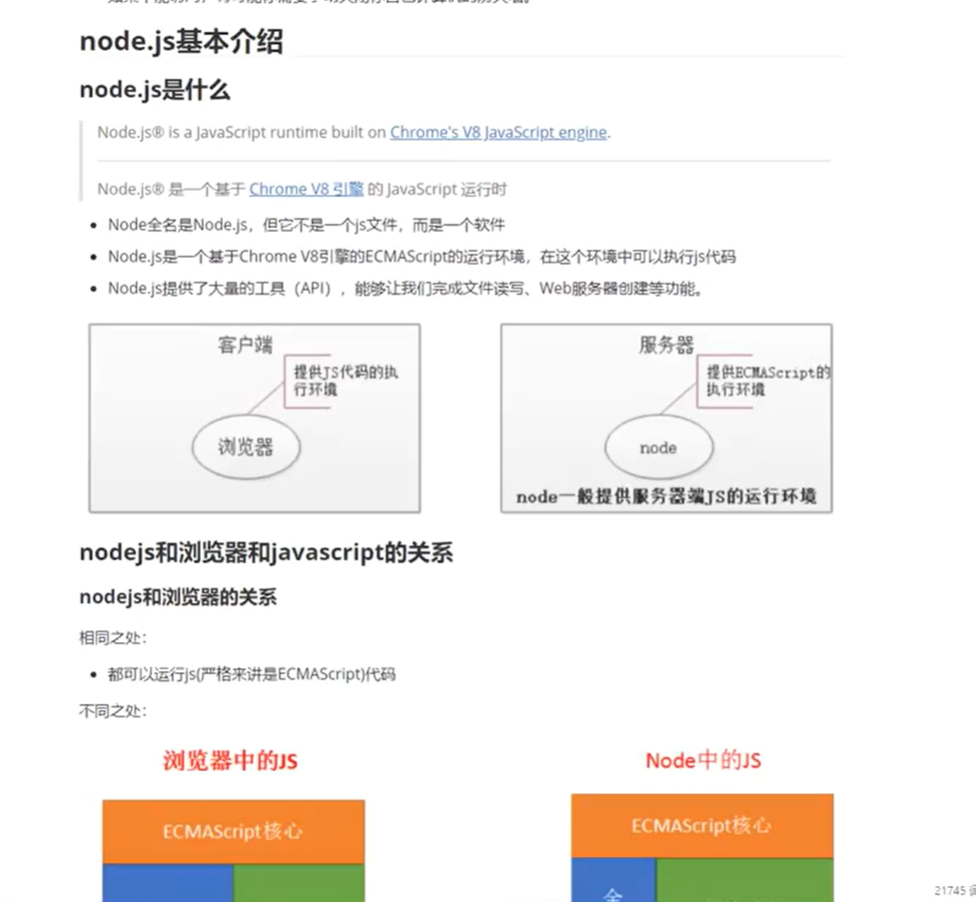 node.js基本介绍
node.js是什么
Node.js® is a JavaScript runtime built on Chrome's V8 JavaScript engine.
Node.js® 是一个基于 Chrome V8 引擎 的 JavaScript 运行时
Node全名是Node.js，但它不是一个js文件，而是一个软件
Node.js是一个基于Chrome V8引擎的ECMAScript的运行环境，在这个环境中可以执行js代码
Node.js提供了大量的工具（API），能够让我们完成文件读写、Web服务器创建等功能。
客户端
提供JS代码的执
行环境
浏览器
服务器
提供ECMAScript的
执行环境
node
node一般提供服务器端JS的运行环境
nodejs和浏览器和javascript的关系
nodejs和浏览器的关系
相同之处：
都可以运行js(严格来讲是ECMAScript)代码
不同之处：
浏览器中的JS
Node中的JS
ECMAScript核心
ECMAScript核心
全
21745